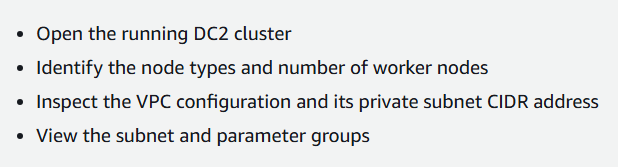 • Open the running DC2 cluster
• Identify the node types and number of worker nodes
• Inspect the VPC configuration and its private subnet CIDR address
• View the subnet and parameter groups